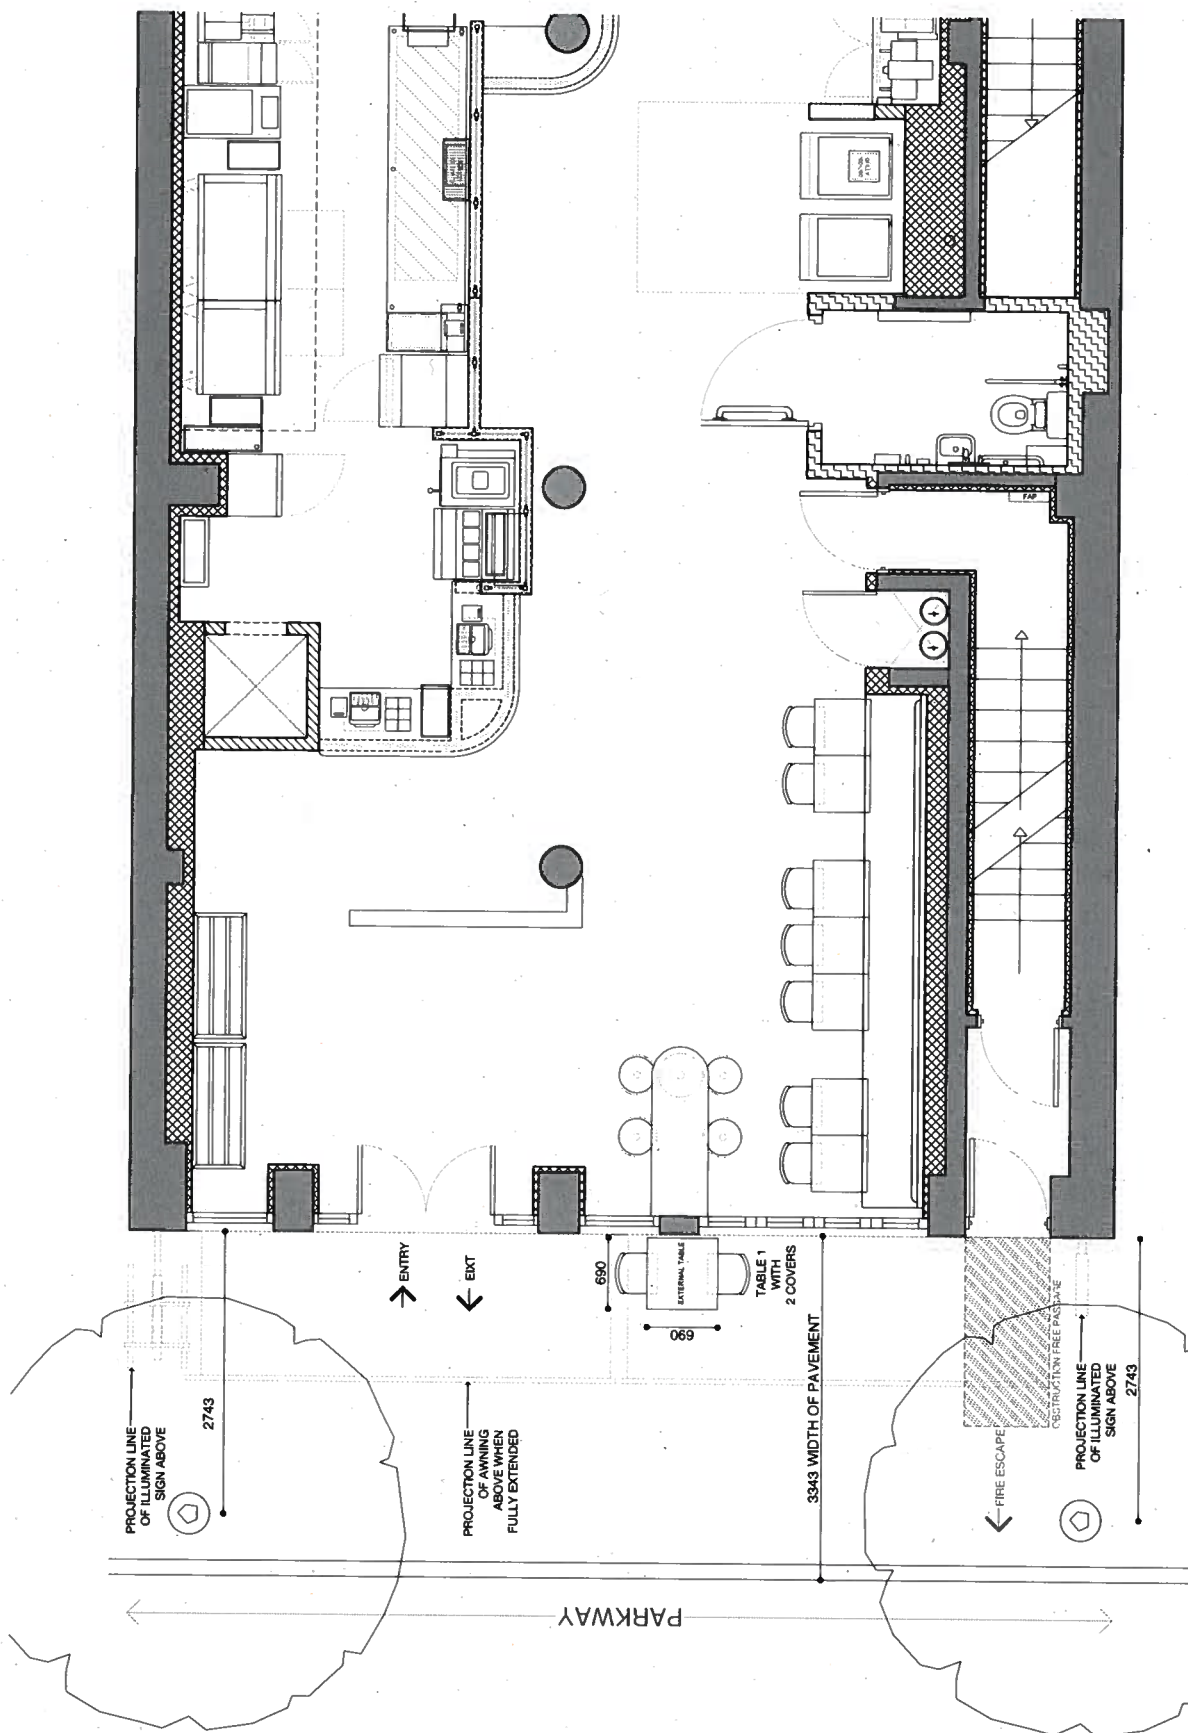 FAP
ENTRY
EIXT
690
690
EXTERNAL TABLE
TABLE 1
WITH
2 COVERS
PROJECTION LINE
OF ILLUMINATED
SIGN ABOVE
2743
PROJECTION LINE
OF AWNING
ABOVE WHEN
FULLY EXTENDED
3343 WIDTH OF PAVEMENT
OBSTRUCTION FREE PASSAGE
FIRE ESCAPE
PROJECTION LINE
OF ILLUMINATED
SIGN ABOVE
2743
PARKWAY